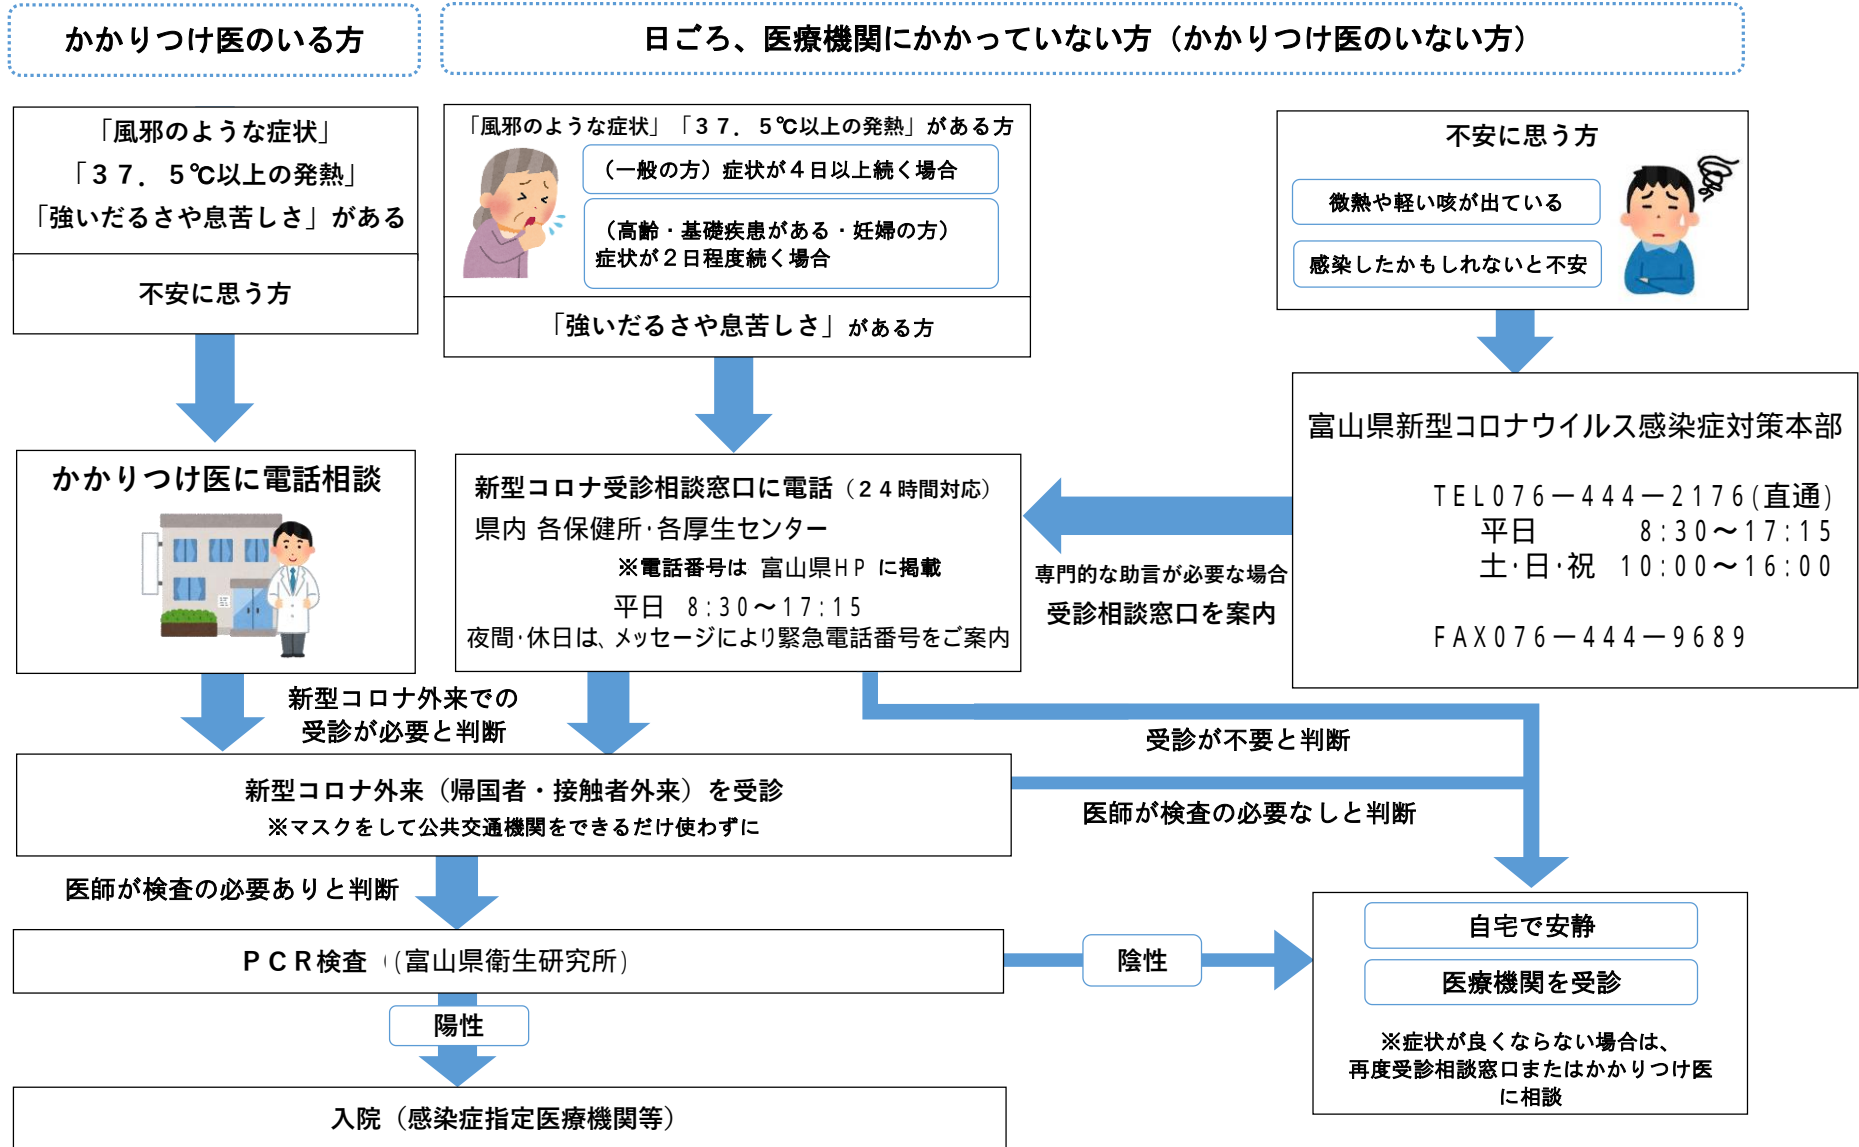 かかりつけ医のいる方
日ごろ、医療機関にかかっていない方（かかりつけ医のいない方）
「風邪のような症状」
「３７．５℃以上の発熱」
「強いだるさや息苦しさ」がある
不安に思う方
「風邪のような症状」「３７．５℃以上の発熱」がある方
（一般の方）症状が４日以上続く場合
（高齢・基礎疾患がある・妊婦の方）
症状が２日程度続く場合
「強いだるさや息苦しさ」がある方
不安に思う方
微熱や軽い咳が出ている
感染したかもしれないと不安
かかりつけ医に電話相談
新型コロナ受診相談窓口に電話（２４時間対応）
県内 各保健所・各厚生センター
※電話番号は 富山県HP に掲載
平日 8:30～17:15
夜間・休日は、メッセージにより緊急電話番号をご案内
専門的な助言が必要な場合
受診相談窓口を案内
富山県新型コロナウイルス感染症対策本部
TEL076－444－2176(直通)
平日 8:30～17:15
土・日・祝 10:00～16:00
FAX076－444－9689
新型コロナ外来での
受診が必要と判断
受診が不要と判断
新型コロナ外来（帰国者・接触者外来）を受診
※マスクをして公共交通機関をできるだけ使わずに
医師が検査の必要なしと判断
医師が検査の必要ありと判断
ＰＣＲ検査（(富山県衛生研究所)
陰性
陽性
自宅で安静
医療機関を受診
※症状が良くならない場合は、
再度受診相談窓口またはかかりつけ医
に相談
入院（感染症指定医療機関等）